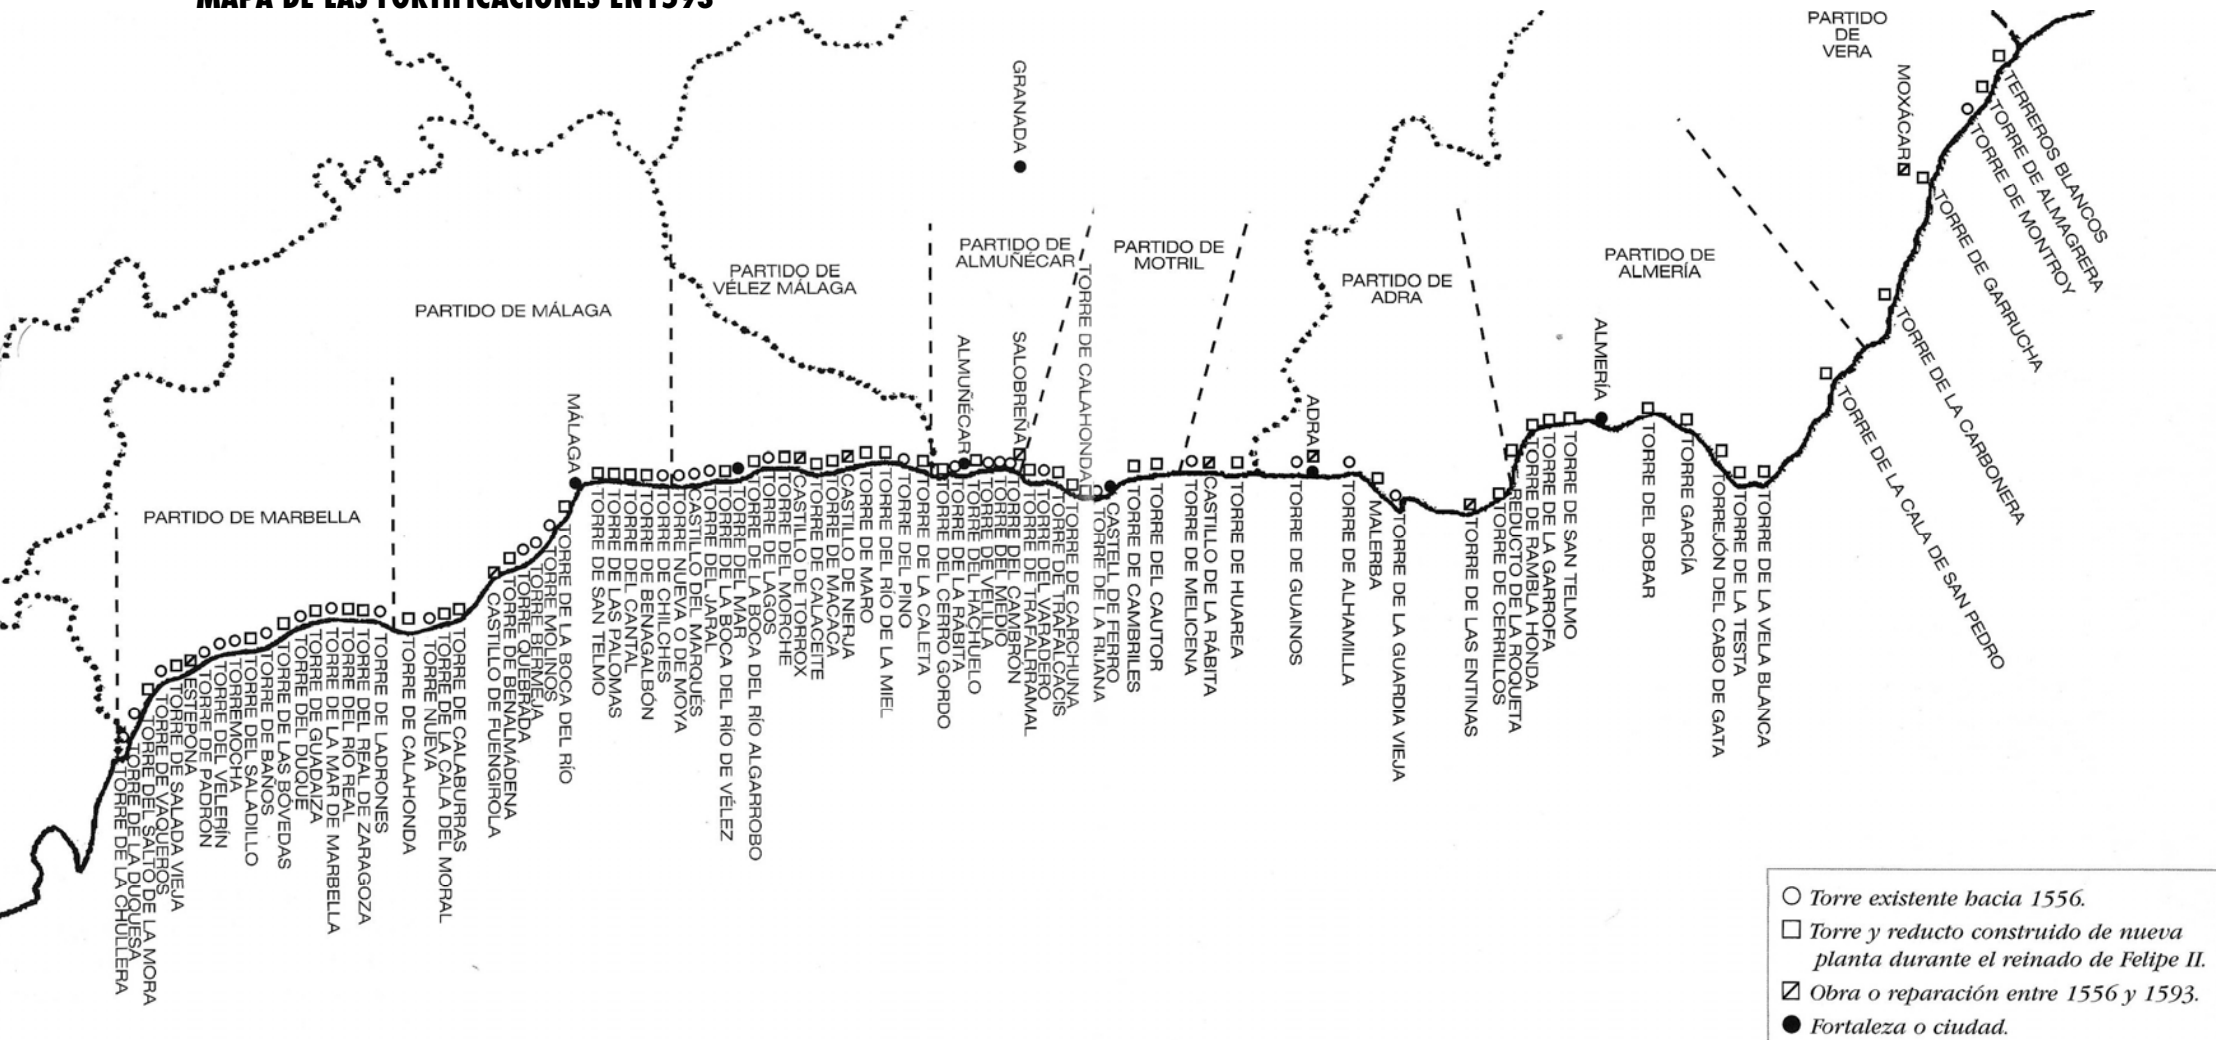 MAPA DE LAS FORTIFICACIONES EN1593
PARTIDO
DE
VERA
GRANADA
MOXÁCAR
PARTIDO DE MARBELLA
PARTIDO DE MÁLAGA
PARTIDO DE
VÉLEZ MÁLAGA
PARTIDO DE
ALMUÑÉCAR
PARTIDO DE
MOTRIL
PARTIDO DE
ADRA
PARTIDO DE
ALMERÍA
MÁLAGA
ALMUÑÉCAR
SALOBREÑA
TORRE DE CALAHONDA
ADRA
ALMERÍA
TORRE DE LA CHULLERA
TORRE DE LA DUQUESA
TORRE DEL SALTO DE LA MORA
TORRE DE VAQUEROS
TORRE DE SALADA VIEJA
ESTEPONA
TORRE DE PADRÓN
TORRE DEL VELERÍN
TORREMOCHA
TORRE DEL SALADILLO
TORRE DE BAÑOS
TORRE DE LAS BÓVEDAS
TORRE DEL DUQUE
TORRE DE GUADAIZA
TORRE DE LA MAR DE MARBELLA
TORRE DEL RÍO REAL
TORRE DEL REAL DE ZARAGOZA
TORRE DE LADRONES
TORRE DE CALAHONDA
TORRE NUEVA
TORRE DE LA CALA DEL MORAL
TORRE DE CALABURRAS
CASTILLO DE FUENGIROLA
TORRE DE BENALMÁDENA
TORRE QUEBRADA
TORRE BERMEJA
TORRE MOLINOS
TORRE DE LA BOCA DEL RÍO
TORRE DE SAN TELMO
TORRE DE LAS PALOMAS
TORRE DEL CANTAL
TORRE DE BENAGALBÓN
TORRE DE CHILCHES
TORRE NUEVA O DE MOYA
CASTILLO DEL MARQUÉS
TORRE DEL JARAL
TORRE DE LA BOCA DEL RÍO DE VÉLEZ
TORRE DEL MAR
TORRE DE LA BOCA DEL RÍO ALGARROBO
TORRE DE LAGOS
TORRE DEL MORCHE
CASTILLO DE TORROX
TORRE DE CALACEITE
TORRE DE MACACA
CASTILLO DE NERJA
TORRE DE MARO
TORRE DEL RÍO DE LA MIEL
TORRE DEL PINO
TORRE DE LA CALETA
TORRE DEL CERRO GORDO
TORRE DE LA RÁBITA
TORRE DEL HACHUELO
TORRE DE VELILLA
TORRE DEL MEDIO
TORRE DEL CAMBRÓN
TORRE DE TRAFALRRAMAL
TORRE DEL VARADERO
TORRE DE TRAFALCACIS
TORRE DE CARCHUNA
TORRE DE LA RIJANA
CASTELL DE FERRO
TORRE DE CAMBRILES
TORRE DEL CAUTOR
TORRE DE MELICENA
CASTILLO DE LA RÁBITA
TORRE DE HUAREA
TORRE DE GUAINOS
TORRE DE ALHAMILLA
MALERBA
TORRE DE LA GUARDIA VIEJA
TORRE DE LAS ENTINAS
TORRE DE CERRILLOS
REDUCTO DE LA ROQUETA
TORRE DE RAMBLA HONDA
TORRE DE LA GARROFA
TORRE DE SAN TELMO
TORRE DEL BOBAR
TORRE GARCÍA
TORREJÓN DEL CABO DE GATA
TORRE DE LA TESTA
TORRE DE LA VELA BLANCA
TORRE DE LA CALA DE SAN PEDRO
TORRE DE LA CARBONERA
TORRE DE GARRUCHA
TORRE DE MONTROY
TORRE DE ALMAGRERA
TERREROS BLANCOS
Torre existente hacia 1556.
Torre y reducto construido de nueva
planta durante el reinado de Felipe II.
Obra o reparación entre 1556 y 1593.
Fortaleza o ciudad.